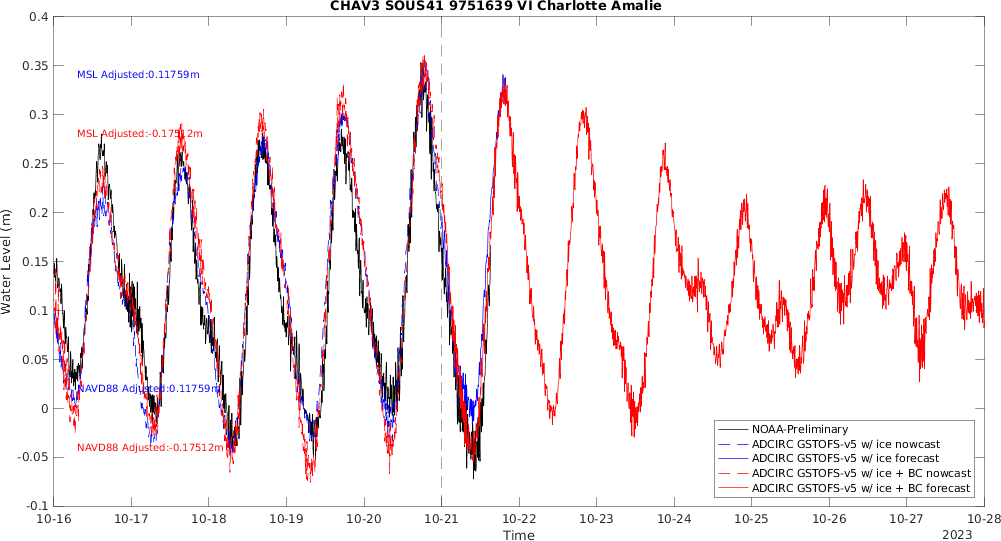 CHAV3 SOUS41 9751639 VI Charlotte Amalie
0.4
0.35
0.3
0.25
0.2
0.15
0.1
0.05
0
-0.05
-0.1
Water Level (m)
MSL Adjusted:0.11759m
MSL Adjusted:-0.17512m
NAVD88 Adjusted:0.11759m
NAVD88 Adjusted:-0.17512m
NOAA-Preliminary
ADCIRC GSTOFS-v5 w/ ice nowcast
ADCIRC GSTOFS-v5 w/ ice forecast
ADCIRC GSTOFS-v5 w/ ice + BC nowcast
ADCIRC GSTOFS-v5 w/ ice + BC forecast
10-16 10-17 10-18 10-19 10-20 10-21 10-22 10-23 10-24 10-25 10-26 10-27 10-28
Time
2023